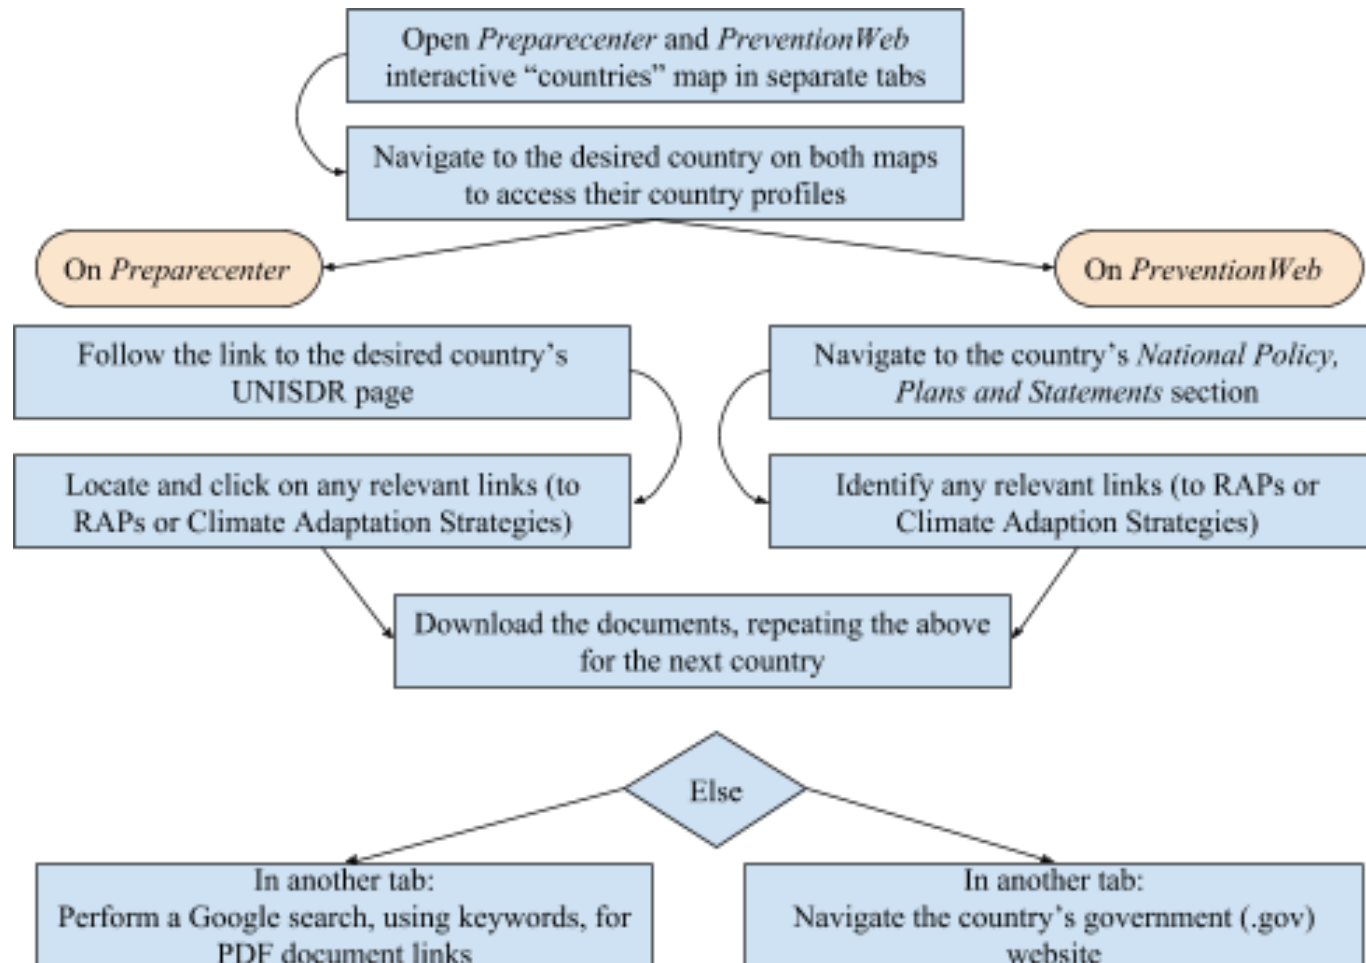 Open Preparecenter and PreventionWeb
interactive “countries” map in separate tabs
Navigate to the desired country on both maps
to access their country profiles
On Preparecenter
On PreventionWeb
Follow the link to the desired country’s
UNISDR page
Navigate to the country’s National Policy,
Plans and Statements section
Locate and click on any relevant links (to
RAPs or Climate Adaptation Strategies)
Identify any relevant links (to RAPs or
Climate Adaption Strategies)
Download the documents, repeating the above
for the next country
Else
In another tab:
Perform a Google search, using keywords, for
PDF document links
In another tab:
Navigate the country’s government (.gov)
website